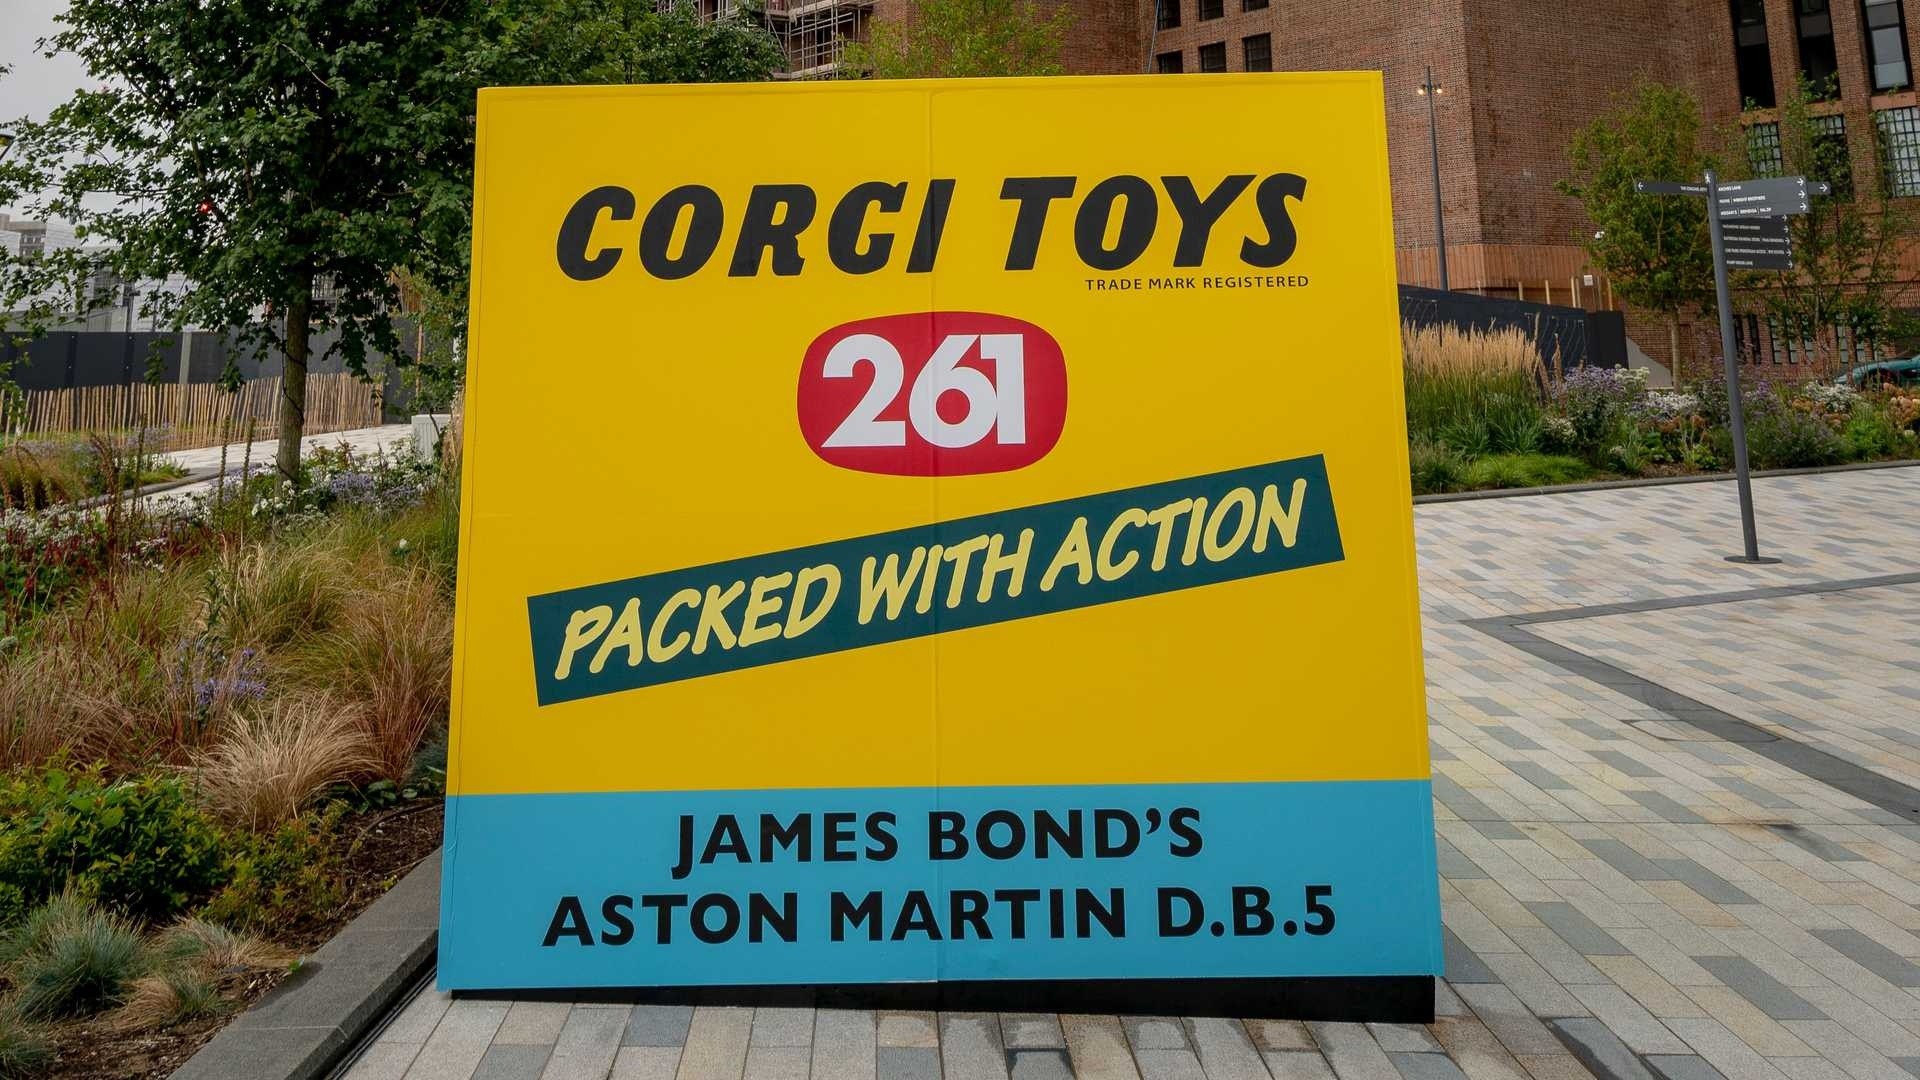 CORGI TOYS
TRADE MARK REGISTERED
261
PACKED WITH ACTION
JAMES BOND'S
ASTON MARTIN D.B.5